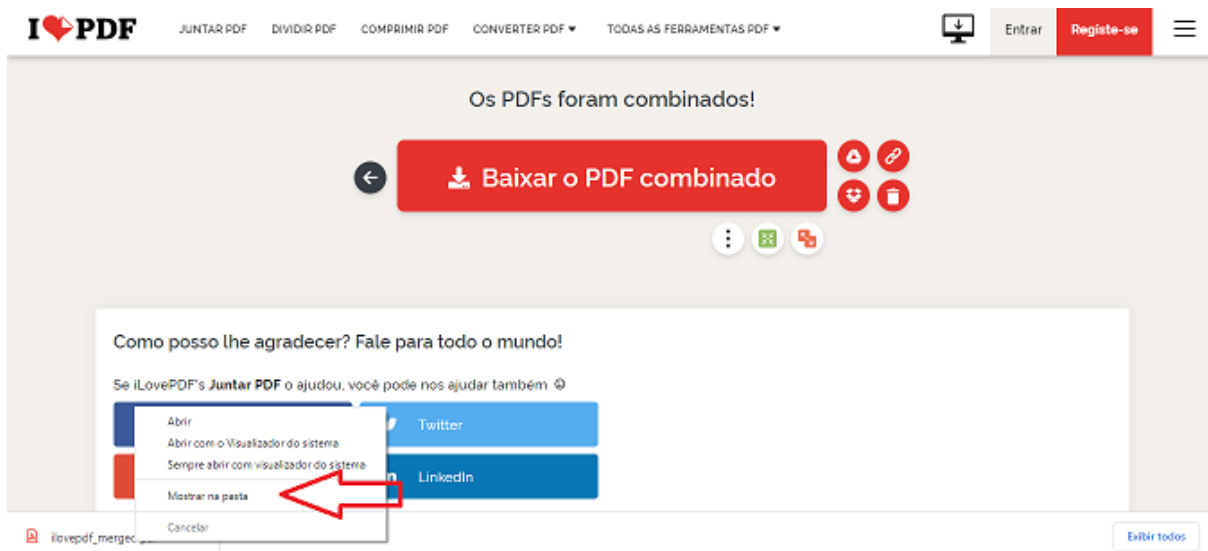 I PDF JUNTAR PDF DIVIDIR PDF COMPRIMIR PDF CONVERTER PDF TODAS AS FERRAMENTAS PDF Entrar Registe-se
Os PDFs foram combinados!
Baixar o PDF combinado
Como posso lhe agradecer? Fale para todo o mundo!
Se iLovePDF's Juntar PDF o ajudou, você pode nos ajudar também
Twitter
LinkedIn
Abrir
Abrir com o Visualizador do sistema
Sempre abrir com visualizador do sistema
Mostrar na pasta
Cancelar
Exibir todos